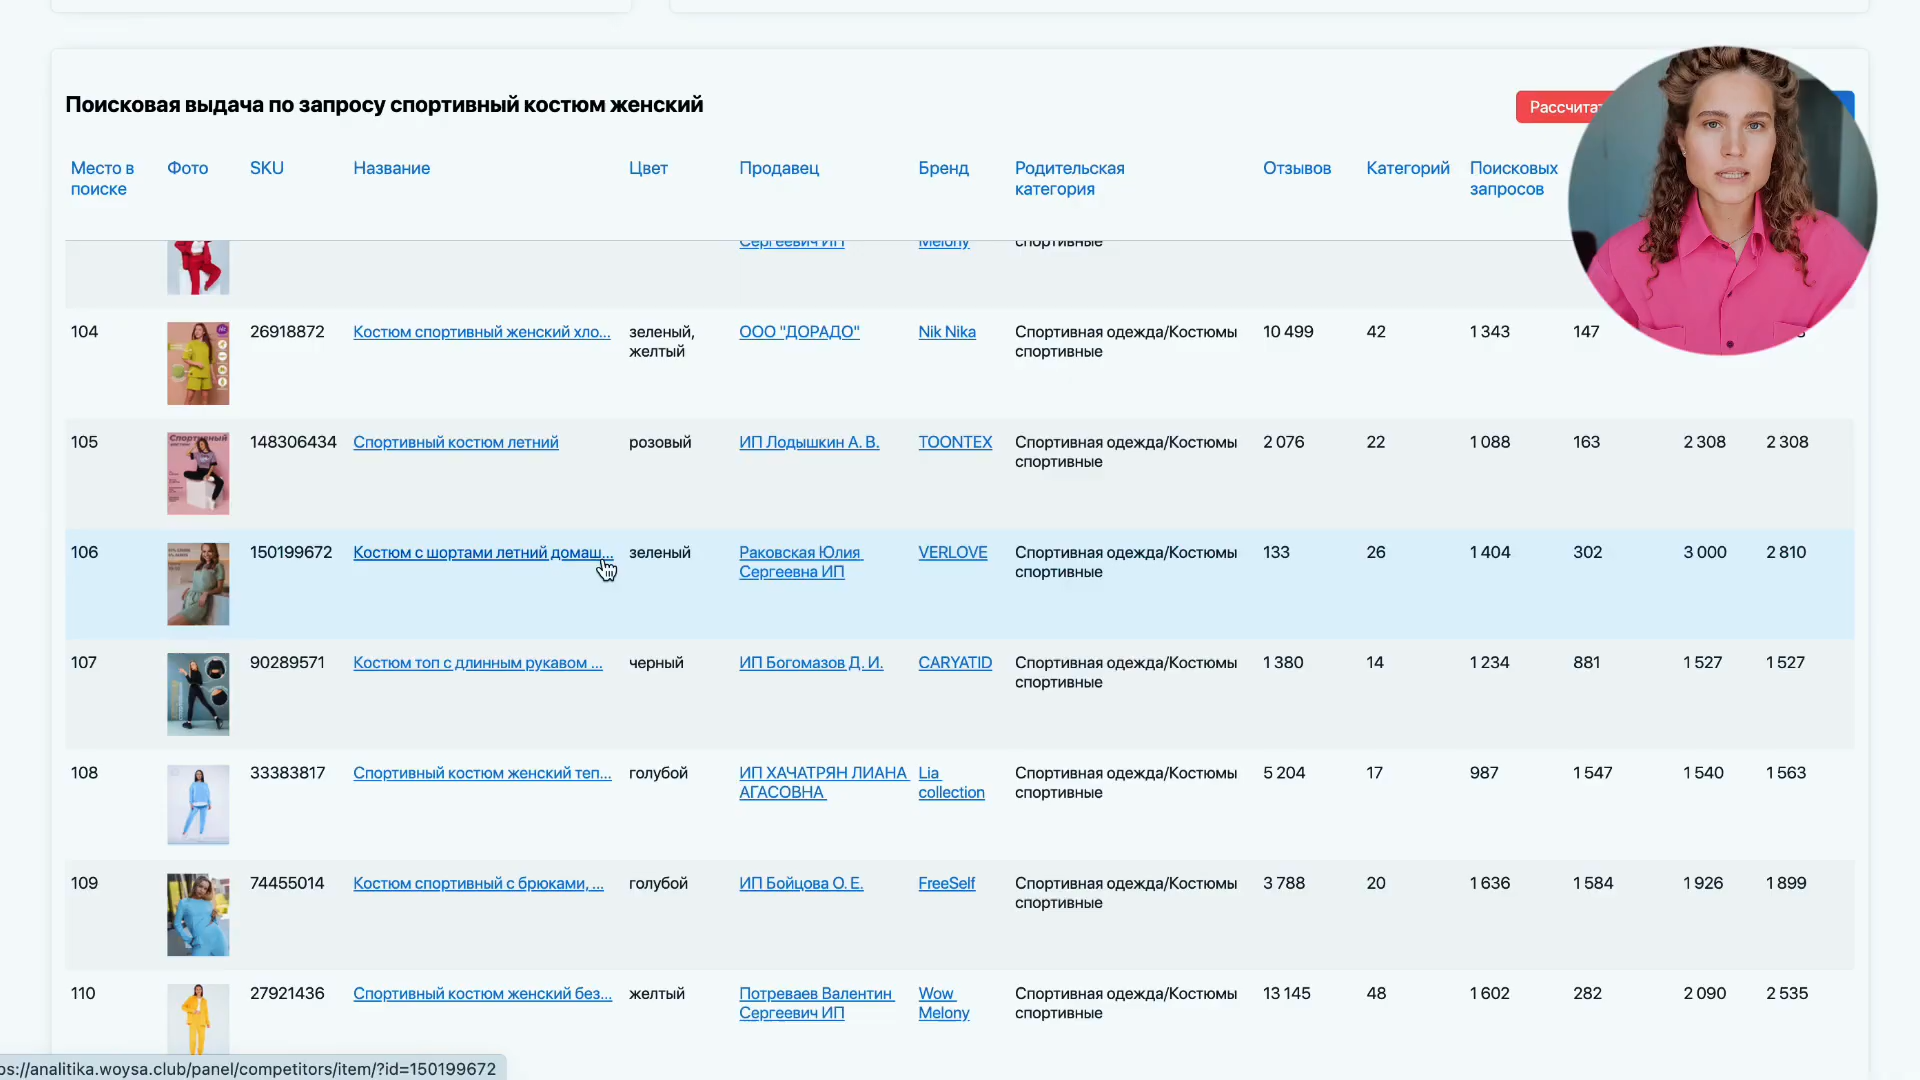 Поисковая выдача по запросу спортивный костюм женский
Рассчитат
Место в поиске Фото SKU Название Цвет Продавец Бренд Родительская категория Отзывов Категорий Поисковых запросов
Сергеевич ИП Melony спортивные
104 26918872 Костюм спортивный женский хло... зеленый, желтый ООО "ДОРАДО" Nik Nika Спортивная одежда/Костюмы спортивные 10 499 42 1 343 147
105 148306434 Спортивный костюм летний розовый ИП Лодышкин А. В. TOONTEX Спортивная одежда/Костюмы спортивные 2 076 22 1 088 163 2 308 2 308
106 150199672 Костюм с шортами летний домаш... зеленый Раковская Юлия Сергеевна ИП VERLOVE Спортивная одежда/Костюмы спортивные 133 26 1 404 302 3 000 2 810
107 90289571 Костюм топ с длинным рукавом ... черный ИП Богомазов Д. И. CARYATID Спортивная одежда/Костюмы спортивные 1 380 14 1 234 881 1 527 1 527
108 33383817 Спортивный костюм женский теп... голубой ИП ХАЧАТРЯН ЛИАНА АГАСОВНА Lia collection Спортивная одежда/Костюмы спортивные 5 204 17 987 1 547 1 540 1 563
109 74455014 Костюм спортивный с брюками, ... голубой ИП Бойцова О. Е. FreeSelf Спортивная одежда/Костюмы спортивные 3 788 20 1 636 1 584 1 926 1 899
110 27921436 Спортивный костюм женский без... желтый Потреваев Валентин Сергеевич ИП Wow Melony Спортивная одежда/Костюмы спортивные 13 145 48 1 602 282 2 090 2 535
ps://analitika.woysa.club/panel/competitors/item/?id=150199672